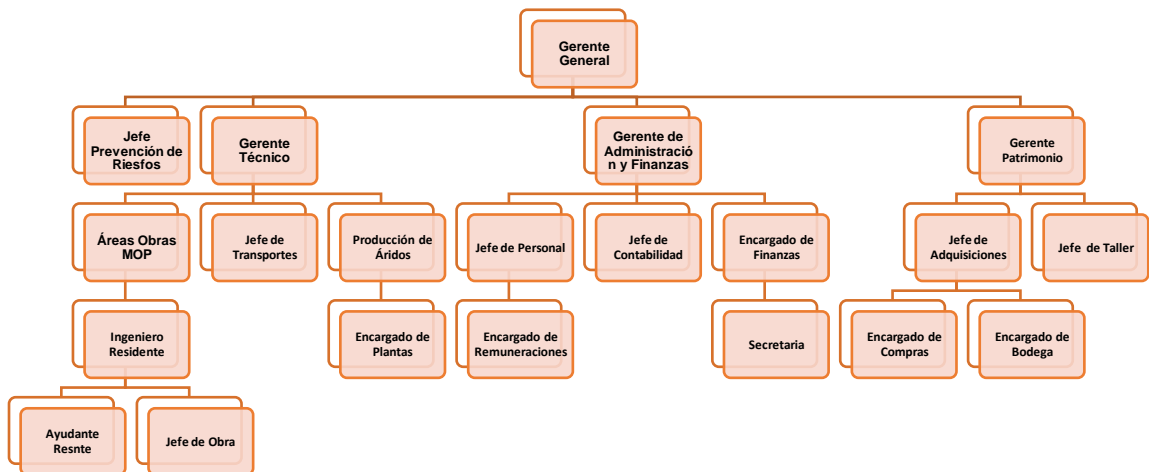 Gerente
General
Jefe
Prevención de
Riesfos
Gerente
Técnico
Gerente de
Administració
n y Finanzas
Gerente
Patrimonio
Áreas Obras
MOP
Jefe de
Transportes
Producción de
Áridos
Jefe de Personal
Jefe de
Contabilidad
Encargado de
Finanzas
Jefe de
Adquisiciones
Jefe de Taller
Ingeniero
Residente
Encargado de
Plantas
Encargado de
Remuneraciones
Secretaria
Encargado de
Compras
Encargado de
Bodega
Ayudante
Resnte
Jefe de Obra